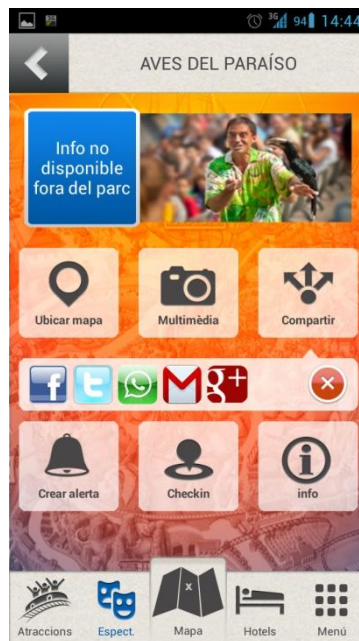 3G 94 14:44
AVES DEL PARAÍSO
Info no
disponible
fora del parc
Ubicar mapa Multimèdia Compartir
Crear alerta Checkin info
Atraccions Espect. Mapa Hotels Menú